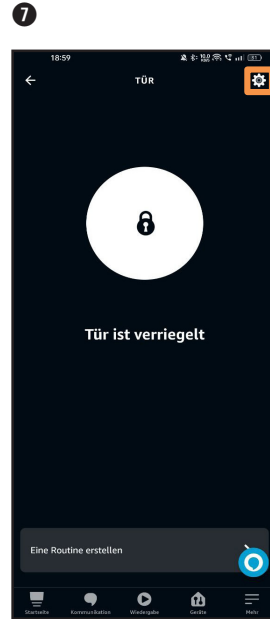 7
18:59
TÜR
Tür ist verriegelt
Eine Routine erstellen
Startseite Kommunikation Wiedergabe Geräte Mehr